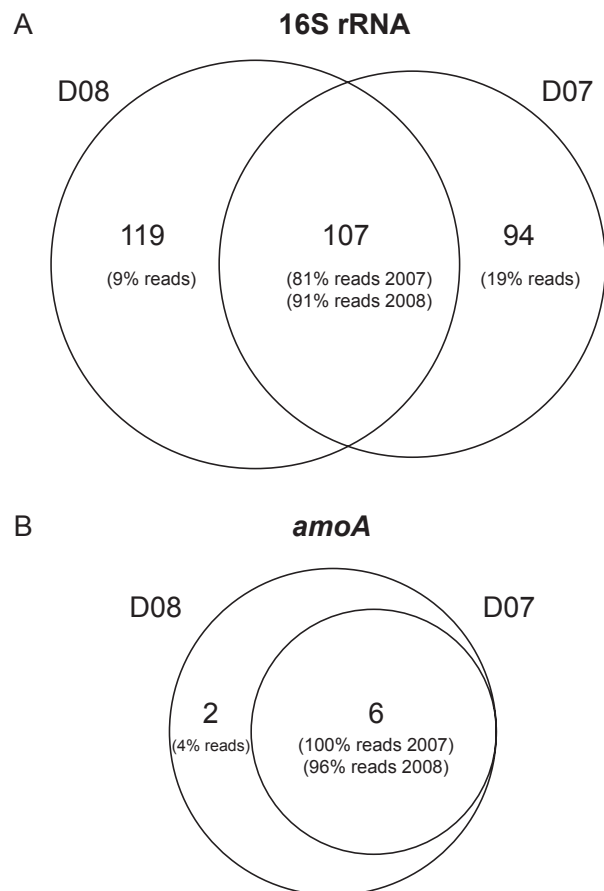 A
16S rRNA
D08
D07
119
(9% reads)
107
(81% reads 2007)
(91% reads 2008)
94
(19% reads)
B
amoA
D08
D07
2
(4% reads)
6
(100% reads 2007)
(96% reads 2008)